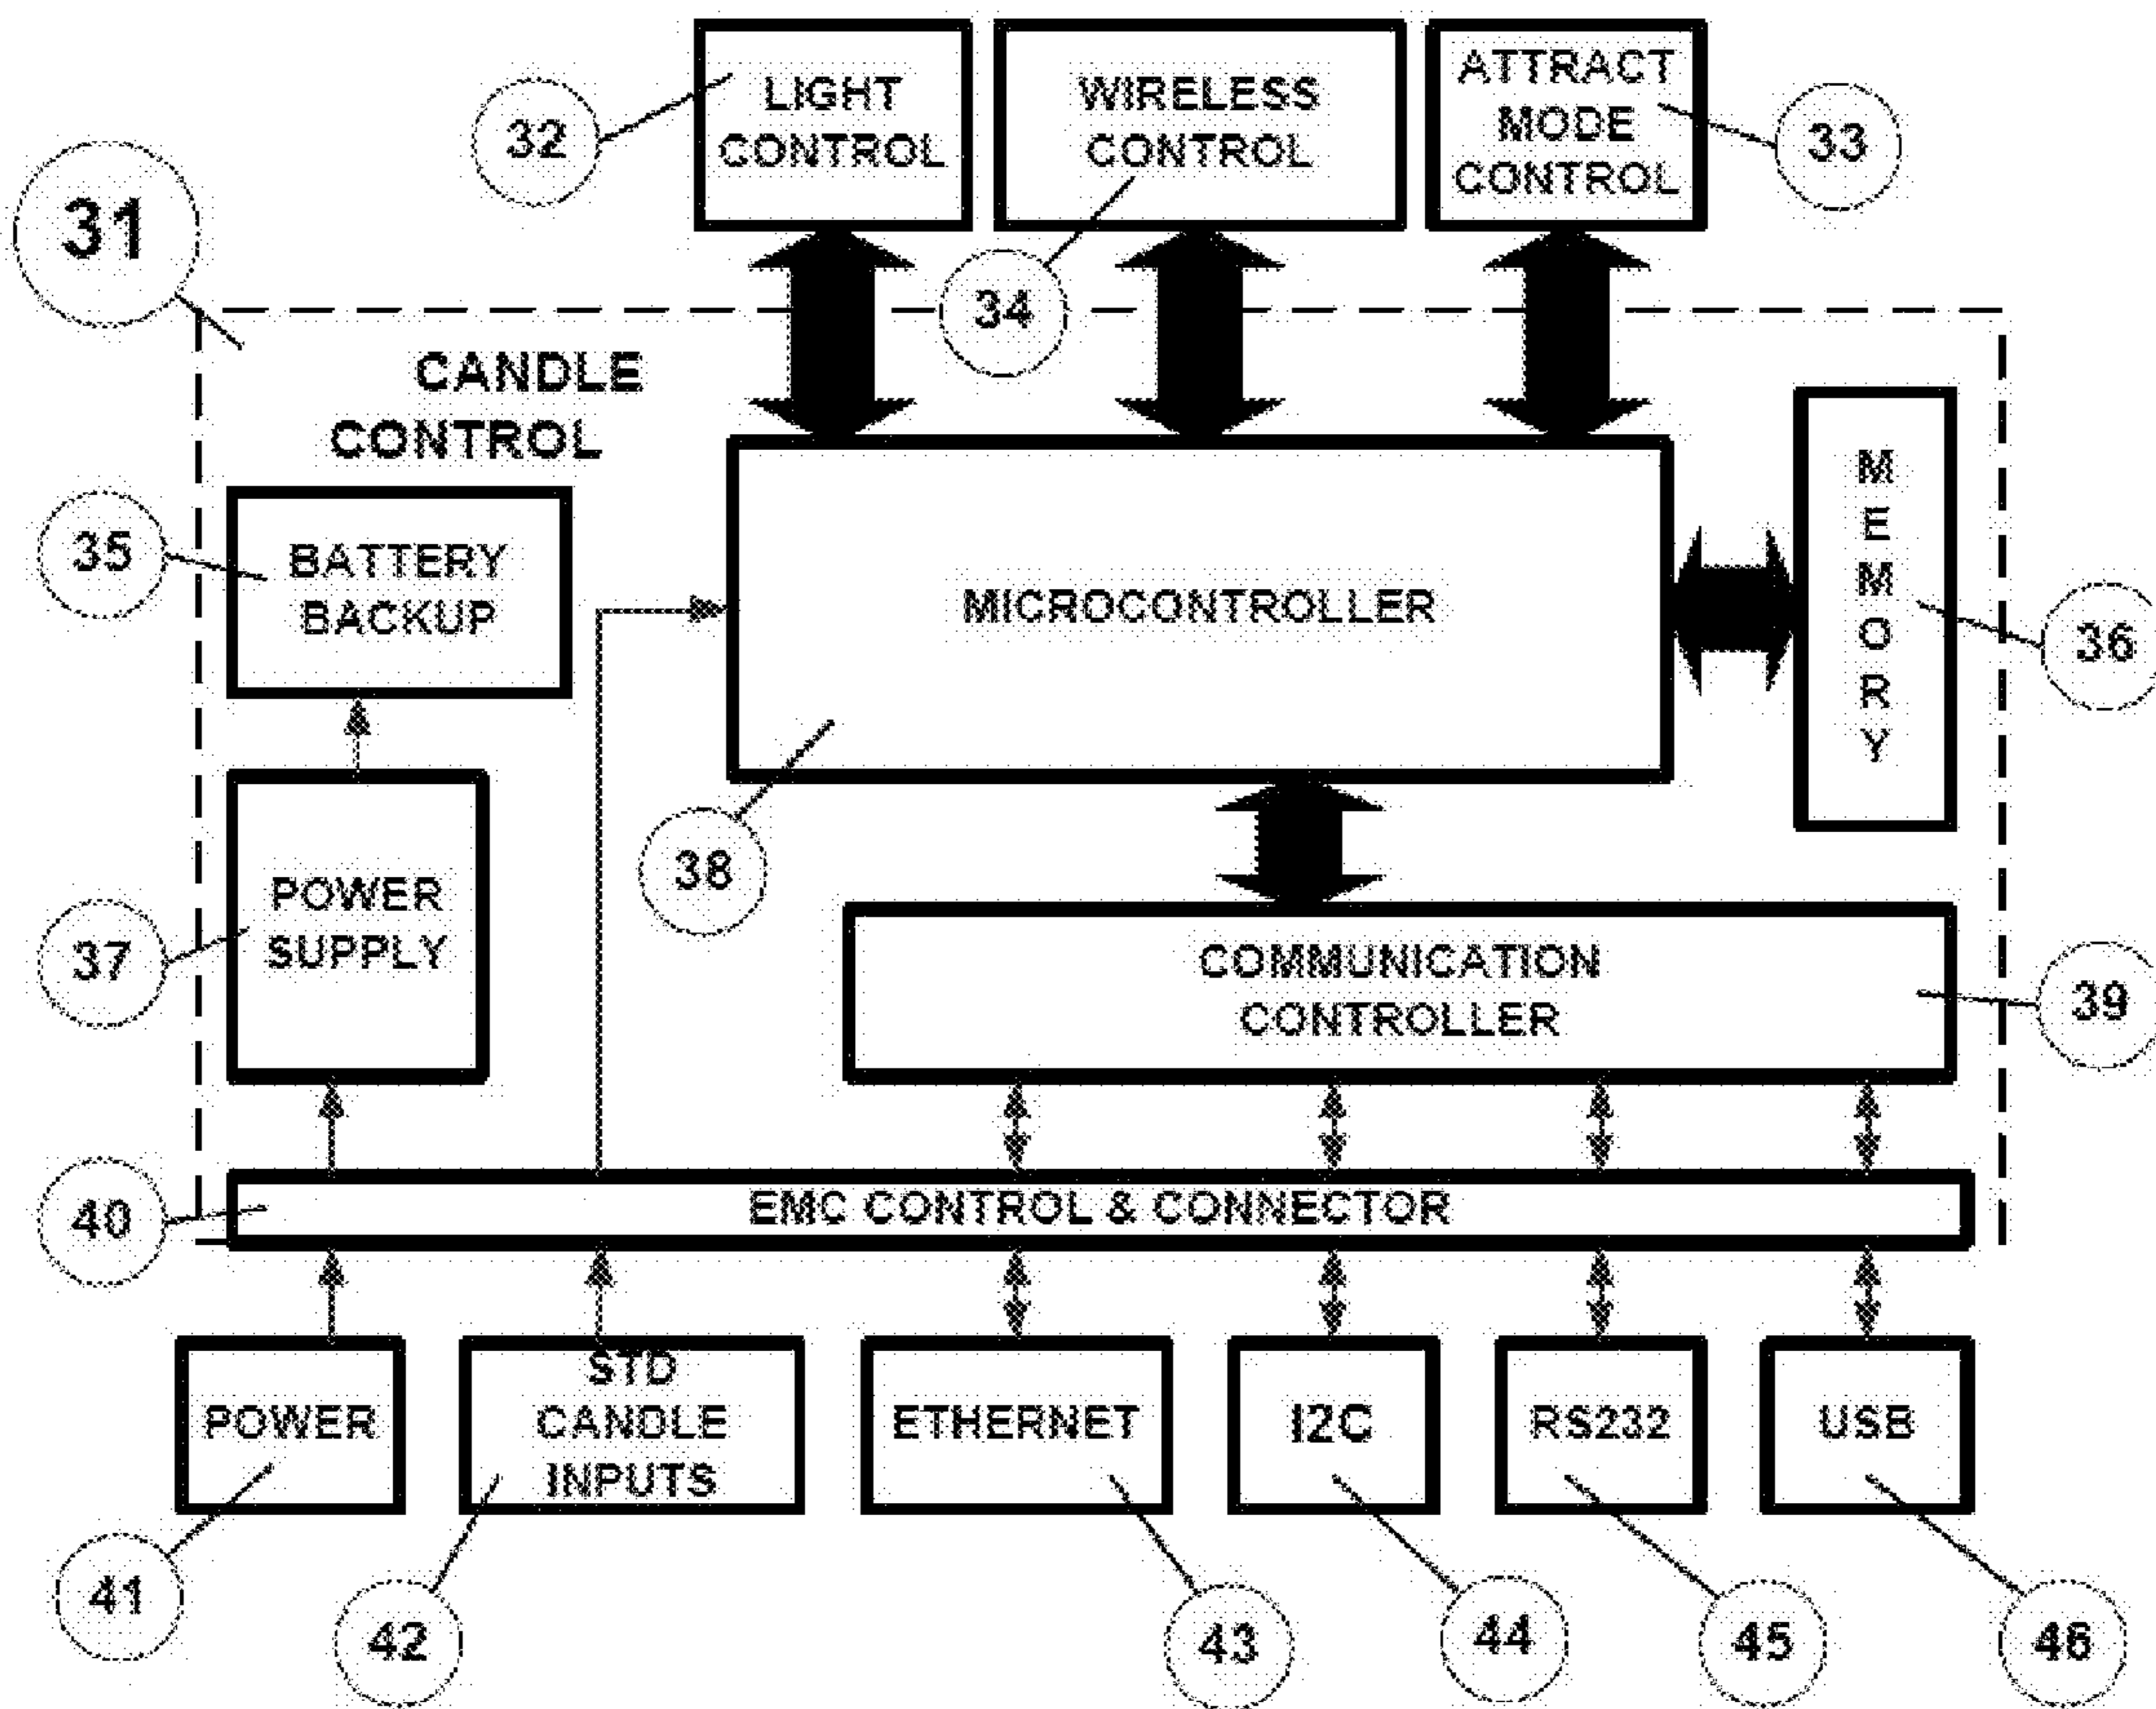 LIGHT
CONTROL
WIRELESS
CONTROL
ATTRACT
MODE
CONTROL
32
33
31
34
CANDLE
CONTROL
35
BATTERY
BACKUP
MICROCONTROLLER
M
E
M
O
R
Y
36
38
37
POWER
SUPPLY
COMMUNICATION
CONTROLLER
39
40
EMC CONTROL & CONNECTOR
POWER
STD
CANDLE
INPUTS
ETHERNET
I2C
RS232
USB
41
42
43
44
45
46